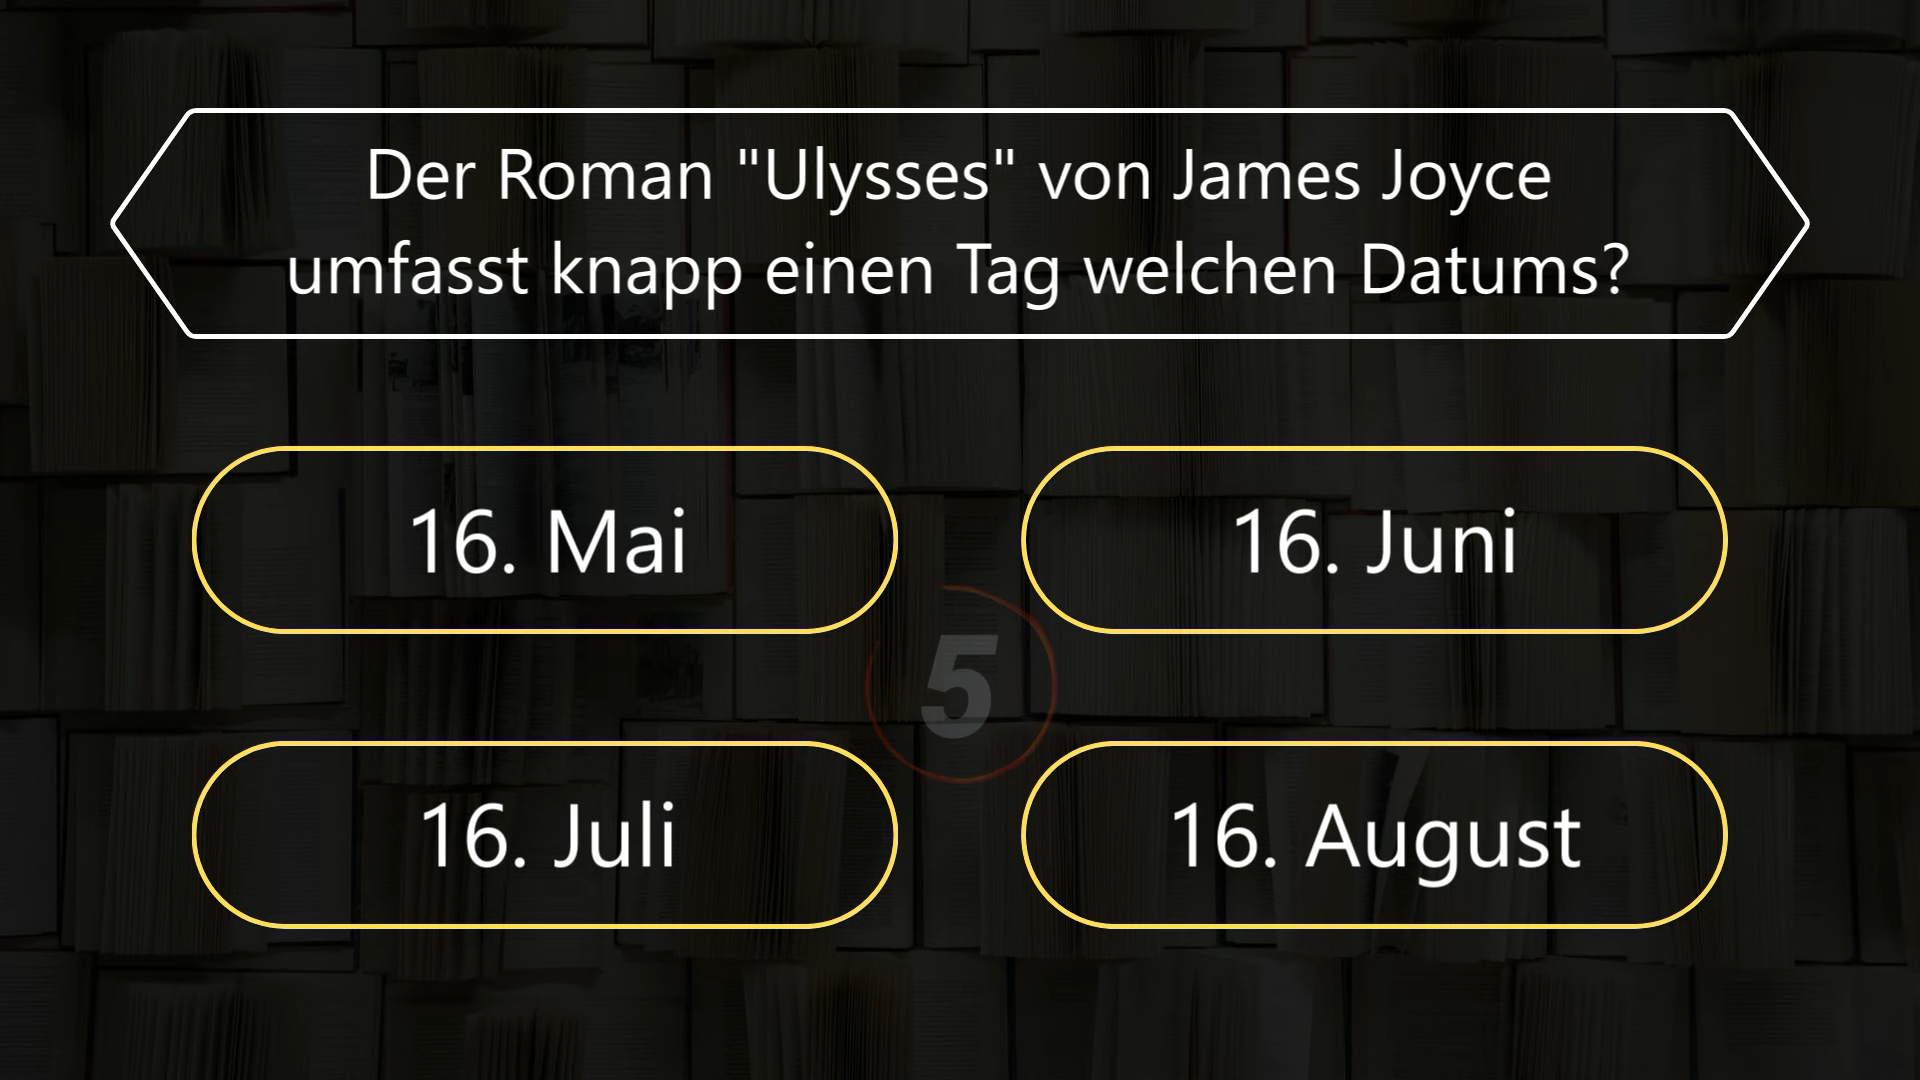 Der Roman "Ulysses" von James Joyce
umfasst knapp einen Tag welchen Datums?
16. Mai
16. Juni
5
16. Juli
16. August